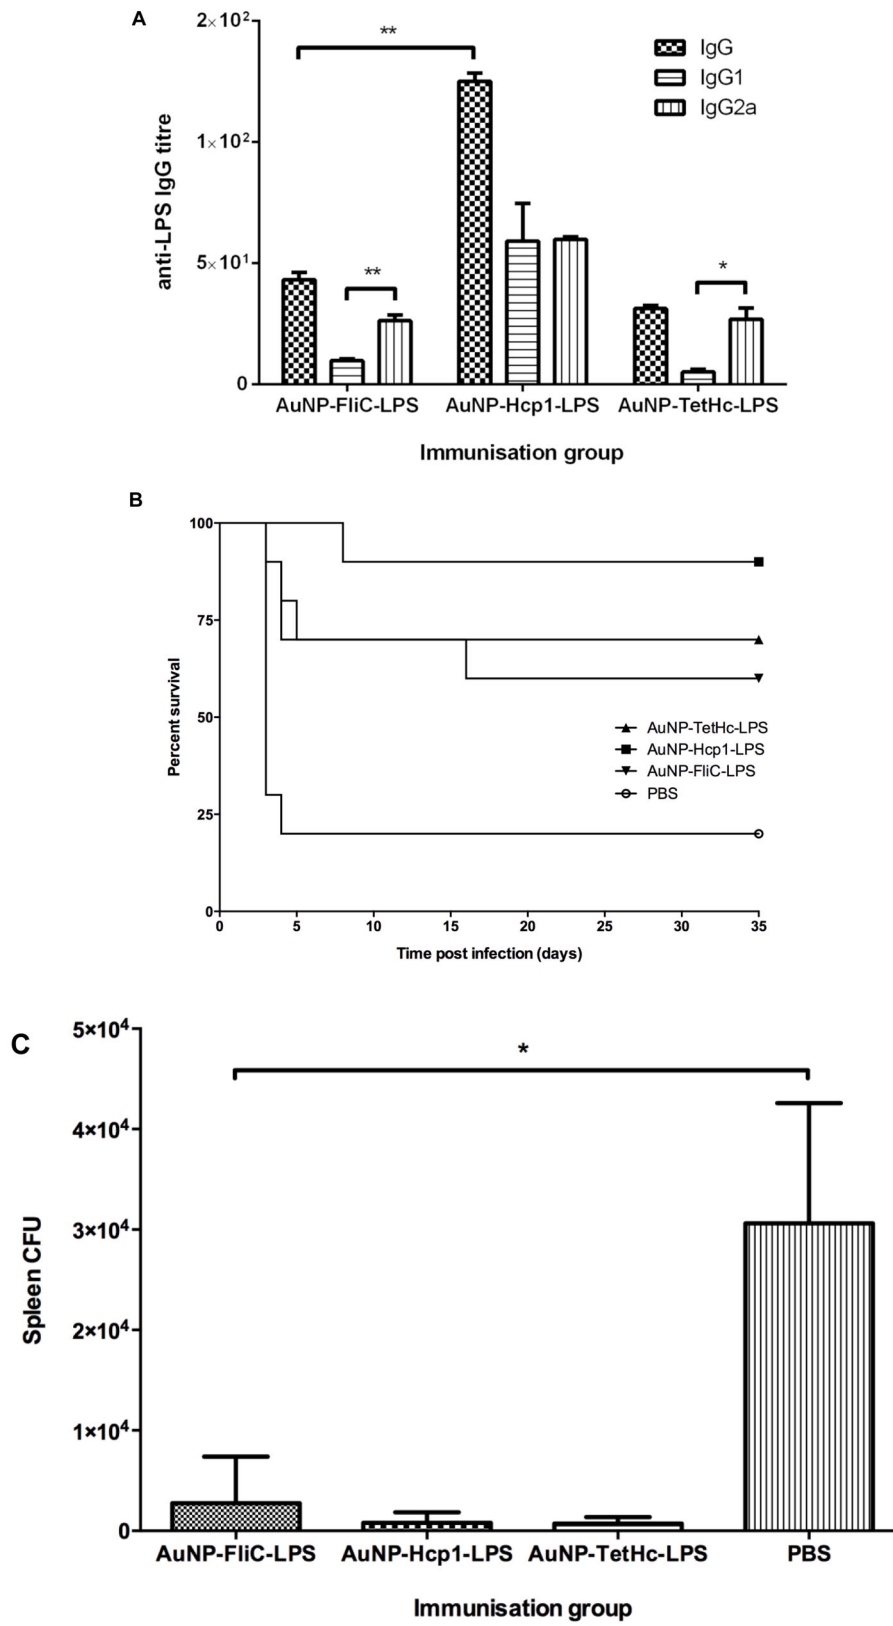 A
2×10²
**
IgG
IgG1
IgG2a
1×10²
anti-LPS IgG titre
5×10¹
**
*
0
AuNP-FliC-LPS AuNP-Hcp1-LPS AuNP-TetHc-LPS
Immunisation group
B
100
75
Percent survival
50
AuNP-TetHc-LPS
AuNP-Hcp1-LPS
AuNP-FliC-LPS
PBS
25
0
0 5 10 15 20 25 30 35
Time post infection (days)
C
5×10⁴
*
4×10⁴
3×10⁴
Spleen CFU
2×10⁴
1×10⁴
0
AuNP-FliC-LPS AuNP-Hcp1-LPS AuNP-TetHc-LPS PBS
Immunisation group